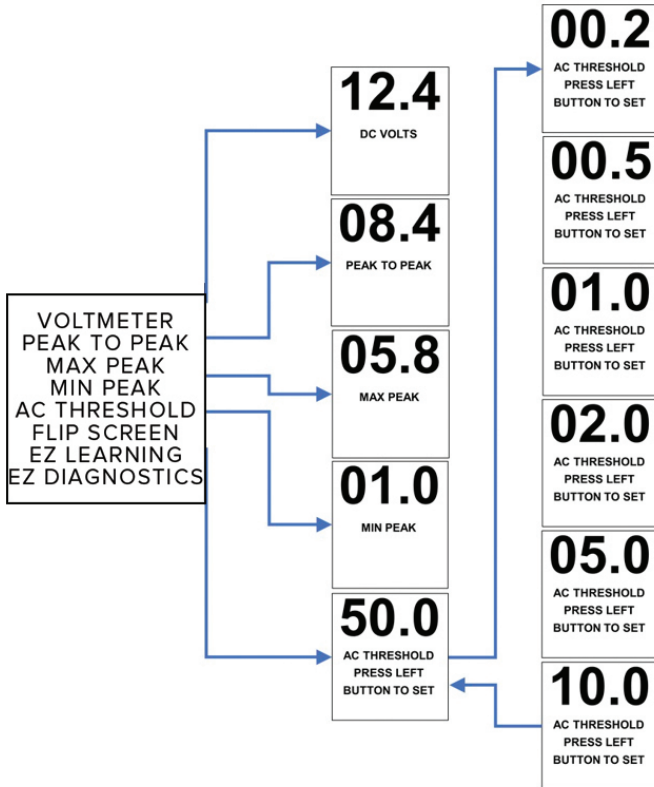 VOLTMETER
PEAK TO PEAK
MAX PEAK
MIN PEAK
AC THRESHOLD
FLIP SCREEN
EZ LEARNING
EZ DIAGNOSTICS
12.4
DC VOLTS
08.4
PEAK TO PEAK
05.8
MAX PEAK
01.0
MIN PEAK
50.0
AC THRESHOLD
PRESS LEFT
BUTTON TO SET
00.2
AC THRESHOLD
PRESS LEFT
BUTTON TO SET
00.5
AC THRESHOLD
PRESS LEFT
BUTTON TO SET
01.0
AC THRESHOLD
PRESS LEFT
BUTTON TO SET
02.0
AC THRESHOLD
PRESS LEFT
BUTTON TO SET
05.0
AC THRESHOLD
PRESS LEFT
BUTTON TO SET
10.0
AC THRESHOLD
PRESS LEFT
BUTTON TO SET